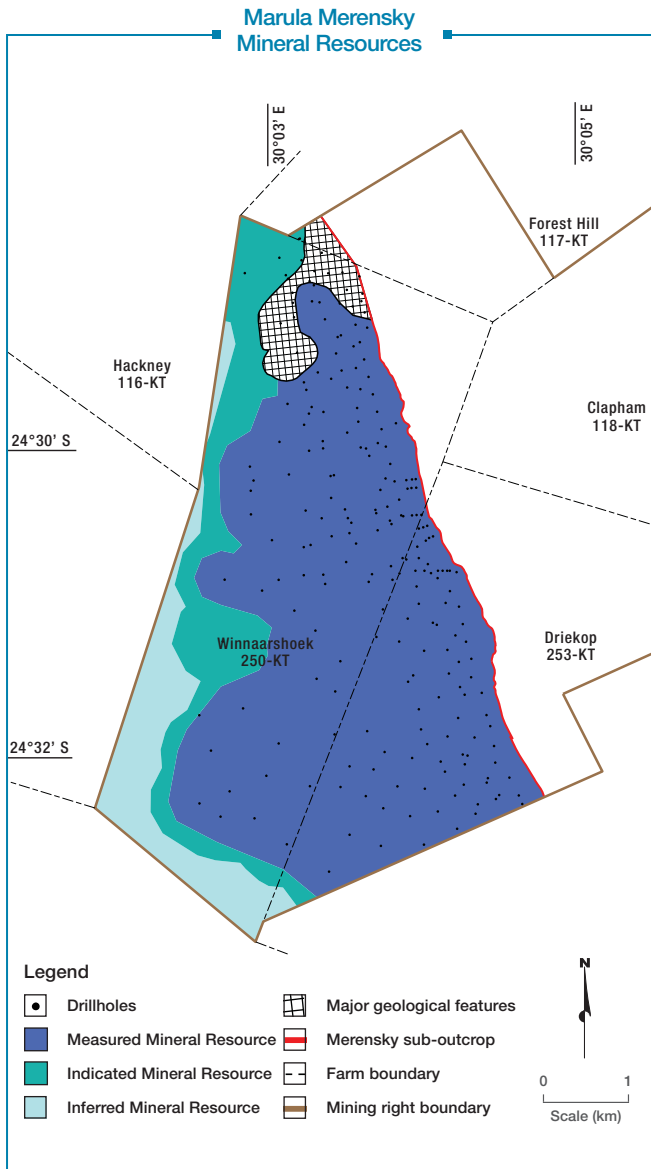 Marula Merensky
Mineral Resources
30°03' E
30°05' E
Forest Hill
117-KT
Hackney
116-KT
Clapham
118-KT
24°30' S
Winnaarshoek
250-KT
Driekop
253-KT
24°32' S
Legend
Drillholes
Measured Mineral Resource
Indicated Mineral Resource
Inferred Mineral Resource
Major geological features
Merensky sub-outcrop
Farm boundary
Mining right boundary
N
0 1
Scale (km)